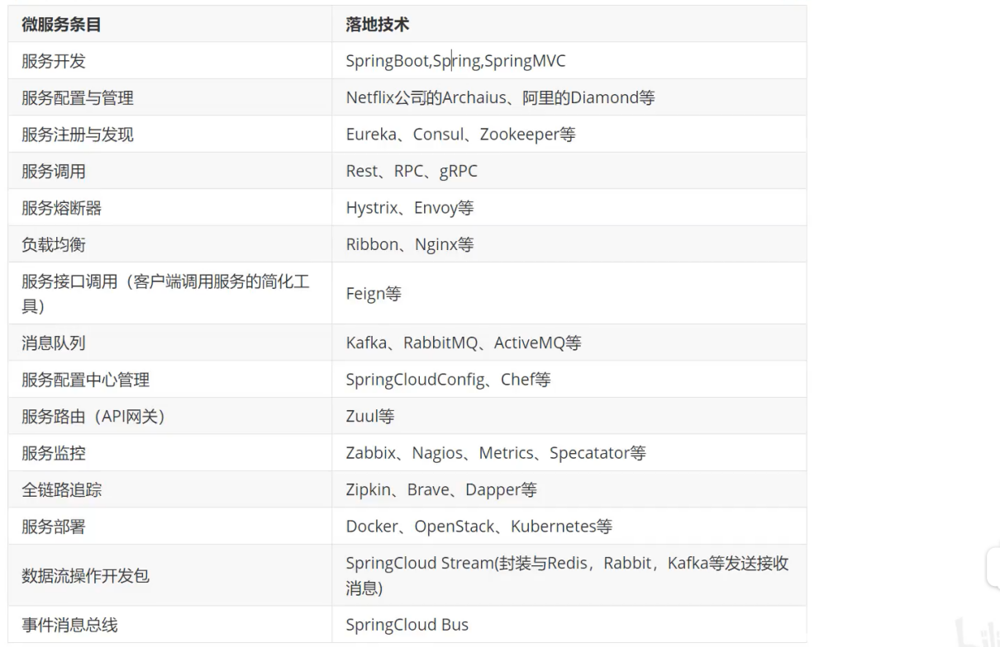 微服务条目 落地技术
服务开发 SpringBoot,Spring,SpringMVC
服务配置与管理 Netflix公司的Archaius、阿里的Diamond等
服务注册与发现 Eureka、Consul、Zookeeper等
服务调用 Rest、RPC、gRPC
服务熔断器 Hystrix、Envoy等
负载均衡 Ribbon、Nginx等
服务接口调用（客户端调用服务的简化工
具） Feign等
消息队列 Kafka、RabbitMQ、ActiveMQ等
服务配置中心管理 SpringCloudConfig、Chef等
服务路由（API网关） Zuul等
服务监控 Zabbix、Nagios、Metrics、Specatator等
全链路追踪 Zipkin、Brave、Dapper等
服务部署 Docker、OpenStack、Kubernetes等
数据流操作开发包 SpringCloud Stream(封装与Redis，Rabbit，Kafka等发送接收
消息)
事件消息总线 SpringCloud Bus